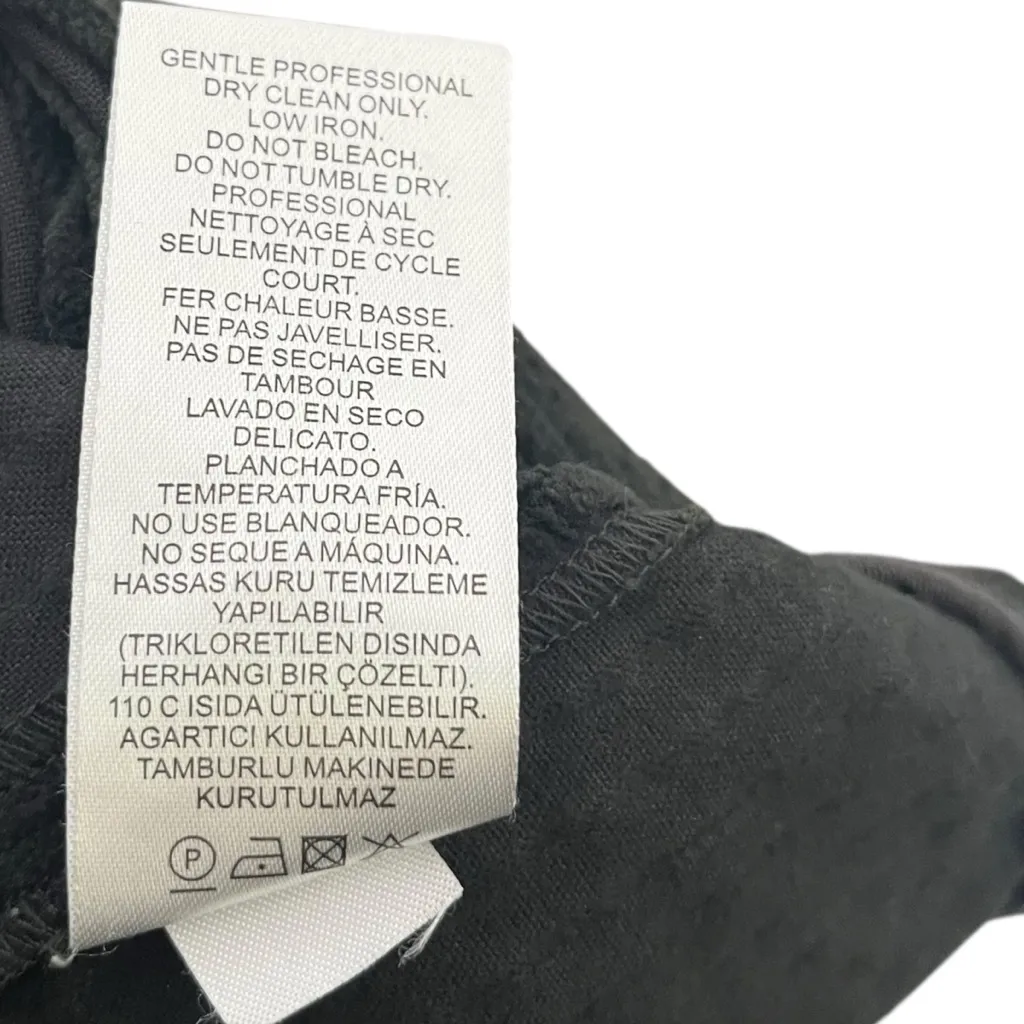 GENTLE PROFESSIONAL
DRY CLEAN ONLY.
LOW IRON.
DO NOT BLEACH.
DO NOT TUMBLE DRY.
PROFESSIONAL
NETTOYAGE À SEC
SEULEMENT DE CYCLE
COURT.
FER CHALEUR BASSE.
NE PAS JAVELLISER.
PAS DE SECHAGE EN
TAMBOUR
LAVADO EN SECO
DELICATO.
PLANCHADO A
TEMPERATURA FRÍA.
NO USE BLANQUEADOR.
NO SEQUE A MÁQUINA.
HASSAS KURU TEMIZLEME
YAPILABILIR
(TRIKLORETILEN DISINDA
HERHANGI BIR ÇÖZELTI).
110 C ISIDA ÜTÜLENEBILIR.
AGARTICI KULLANILMAZ.
TAMBURLU MAKINEDE
KURUTULMAZ
P